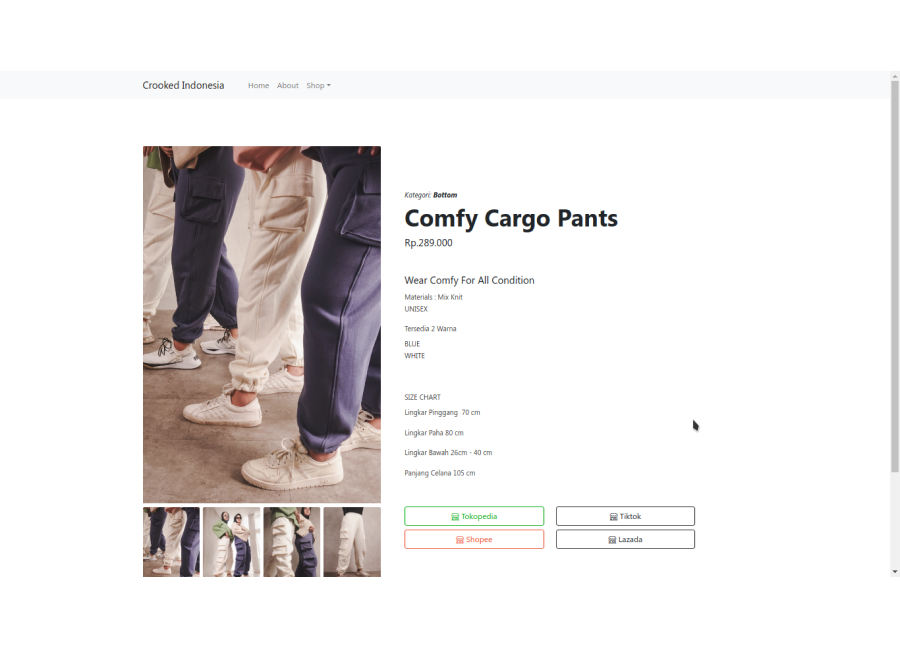 Crooked Indonesia
Home
About
Shop
Kategori: Bottom
Comfy Cargo Pants
Rp.289.000
Wear Comfy For All Condition
Materials : Mix Knit
UNISEX
Tersedia 2 Warna
BLUE
WHITE
SIZE CHART
Lingkar Pinggang  70 cm
Lingkar Paha 80 cm
Lingkar Bawah 26cm - 40 cm
Panjang Celana 105 cm
Tokopedia
Tiktok
Shopee
Lazada